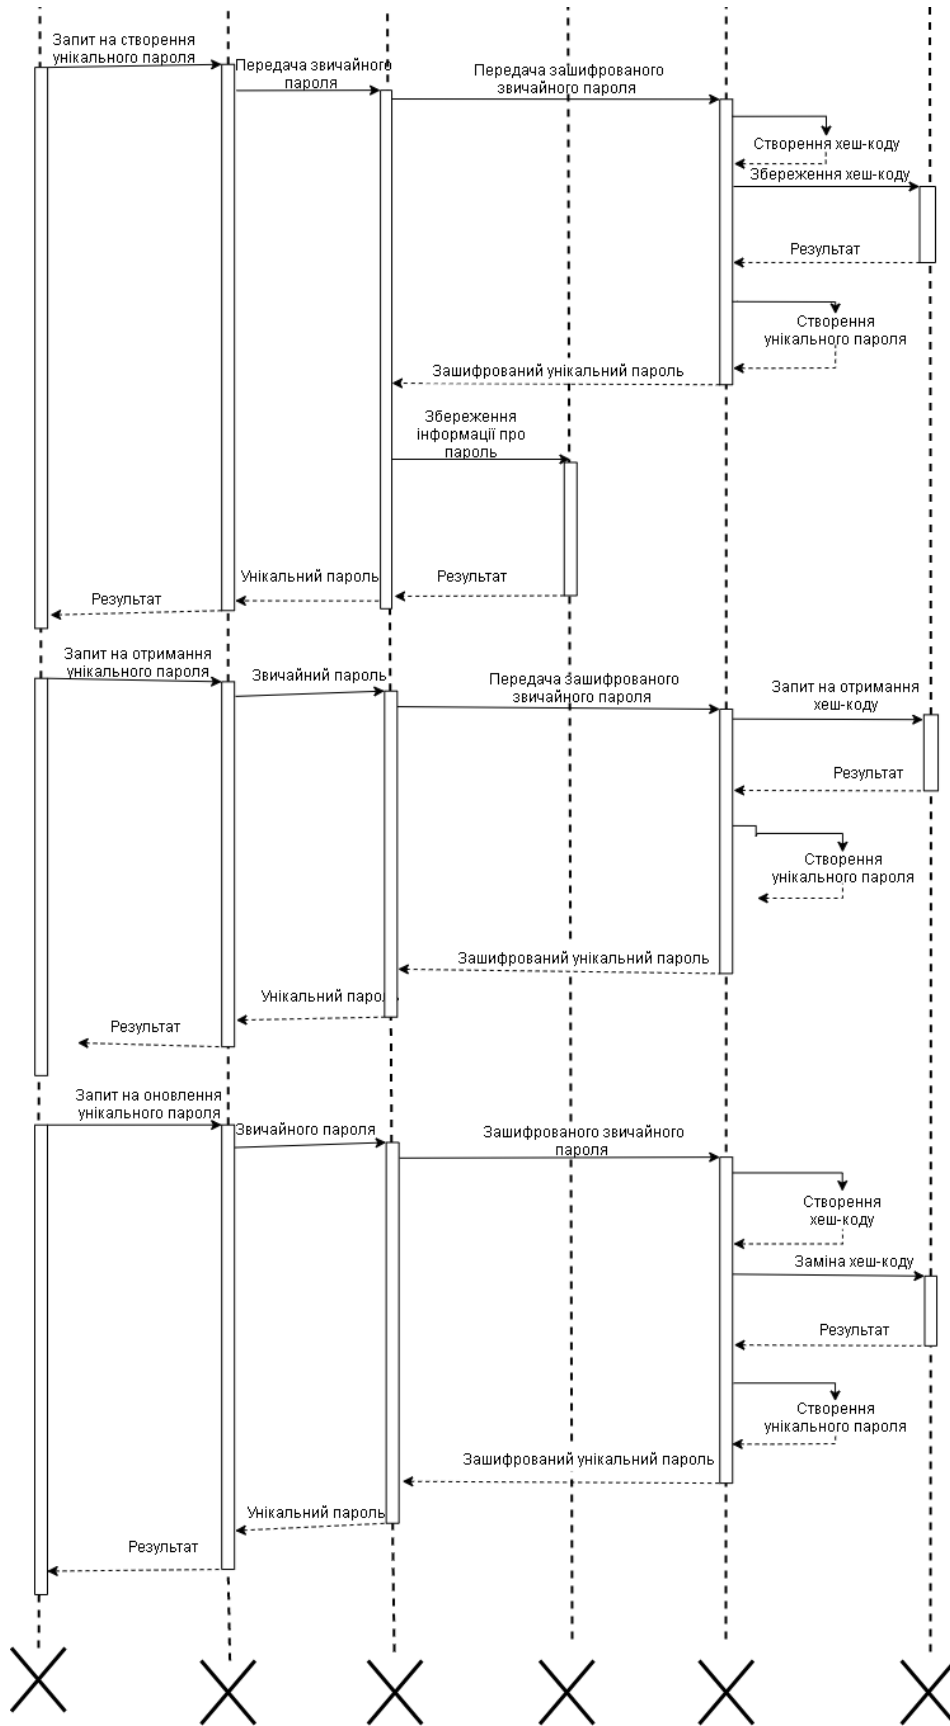 Запит на створення
унікального пароля
Передача звичайного
пароля
Передача зашифрованого
звичайного пароля
Створення хеш-коду
Збереження хеш-коду
Результат
Створення
унікального пароля
Зашифрований унікальний пароль
Збереження
інформації про
пароль
Результат
Унікальний пароль
Результат
Запит на отримання
унікального пароля
Звичайний пароль
Передача зашифрованого
звичайного пароля
Запит на отримання
хеш-коду
Результат
Створення
унікального пароля
Зашифрований унікальний пароль
Унікальний паро
Результат
Запит на оновлення
унікального пароля
Звичайного пароля
Зашифрованого звичайного
пароля
Створення
хеш-коду
Заміна хеш-коду
Результат
Створення
унікального пароля
Зашифрований унікальний пароль
Унікальний пароль
Результат